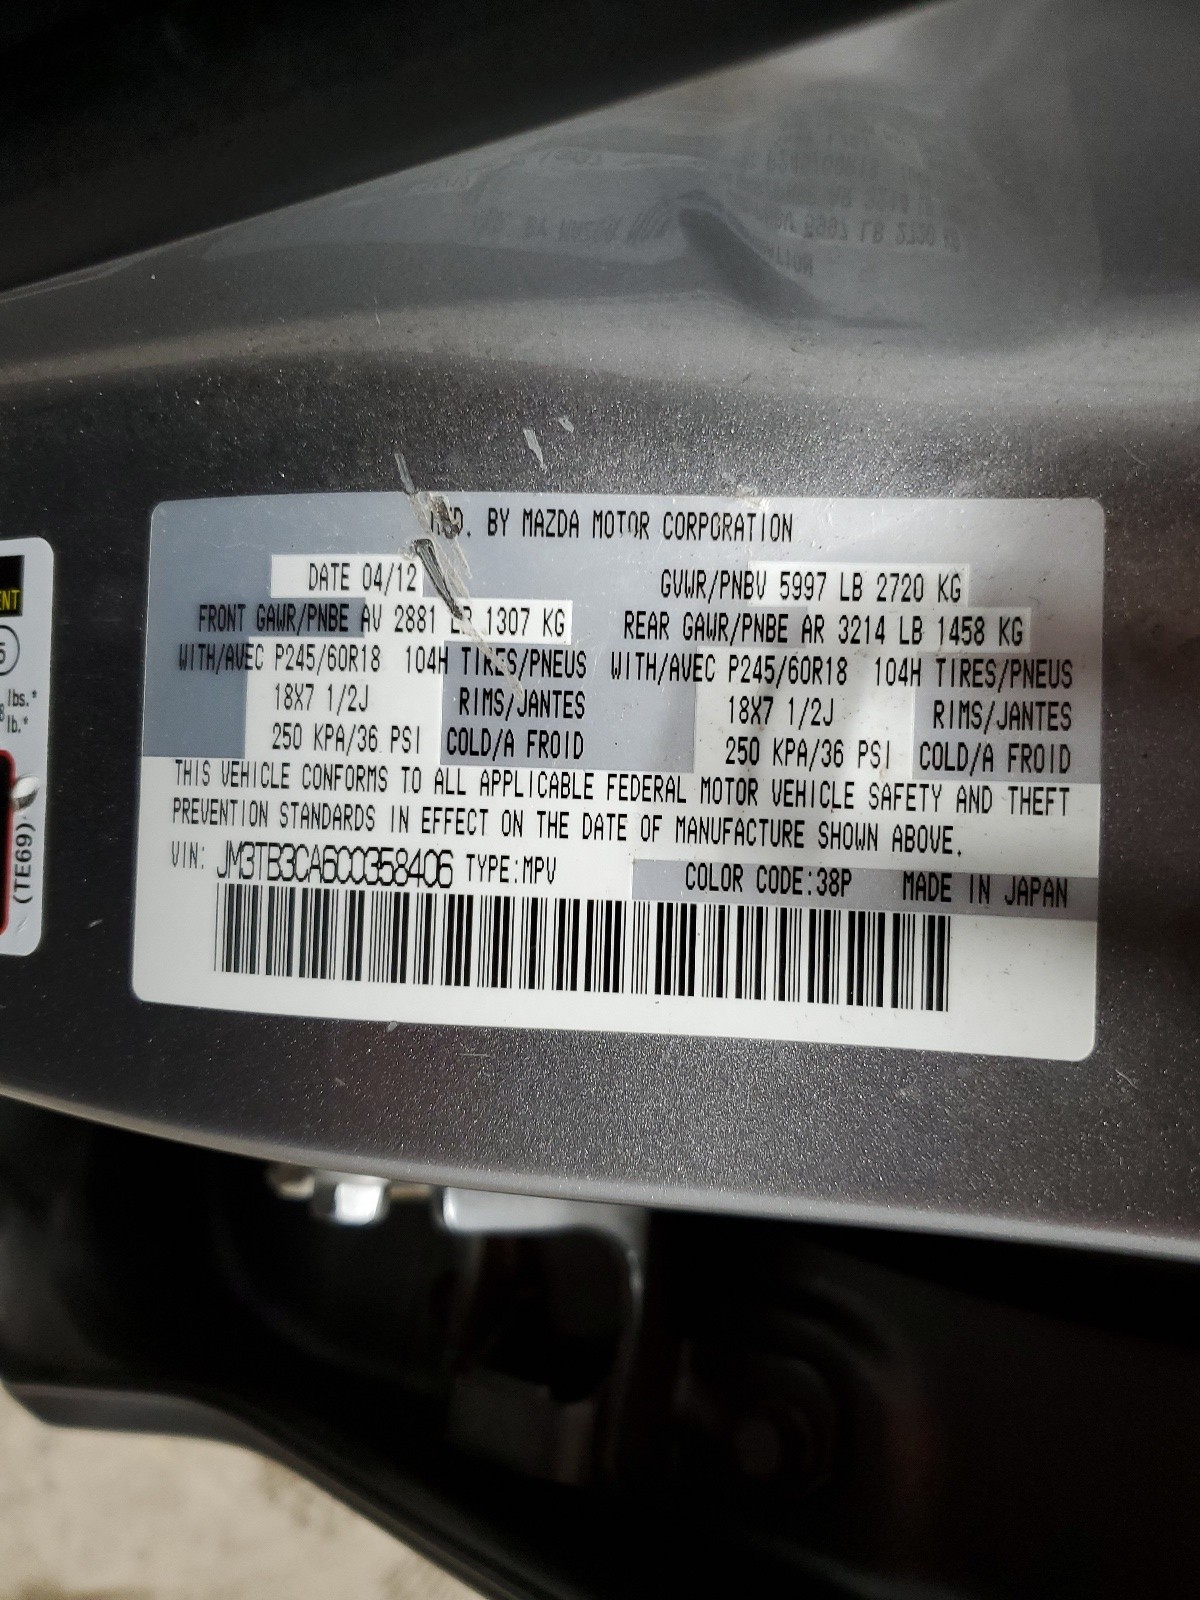 MFD. BY MAZDA MOTOR CORPORATION
DATE 04/12 GVWR/PNBV 5997 LB 2720 KG
FRONT GAWR/PNBE AV 2881 LB 1307 KG REAR GAWR/PNBE AR 3214 LB 1458 KG
WITH/AVEC P245/60R18 104H TIRES/PNEUS WITH/AVEC P245/60R18 104H TIRES/PNEUS
18X7 1/2J RIMS/JANTES 18X7 1/2J RIMS/JANTES
250 KPA/36 PSI COLD/A FROID 250 KPA/36 PSI COLD/A FROID
THIS VEHICLE CONFORMS TO ALL APPLICABLE FEDERAL MOTOR VEHICLE SAFETY AND THEFT
PREVENTION STANDARDS IN EFFECT ON THE DATE OF MANUFACTURE SHOWN ABOVE.
VIN: JM3TB3CA6C0358406 TYPE:MPV COLOR CODE:38P MADE IN JAPAN
lbs.*
lb.*
(TE69)